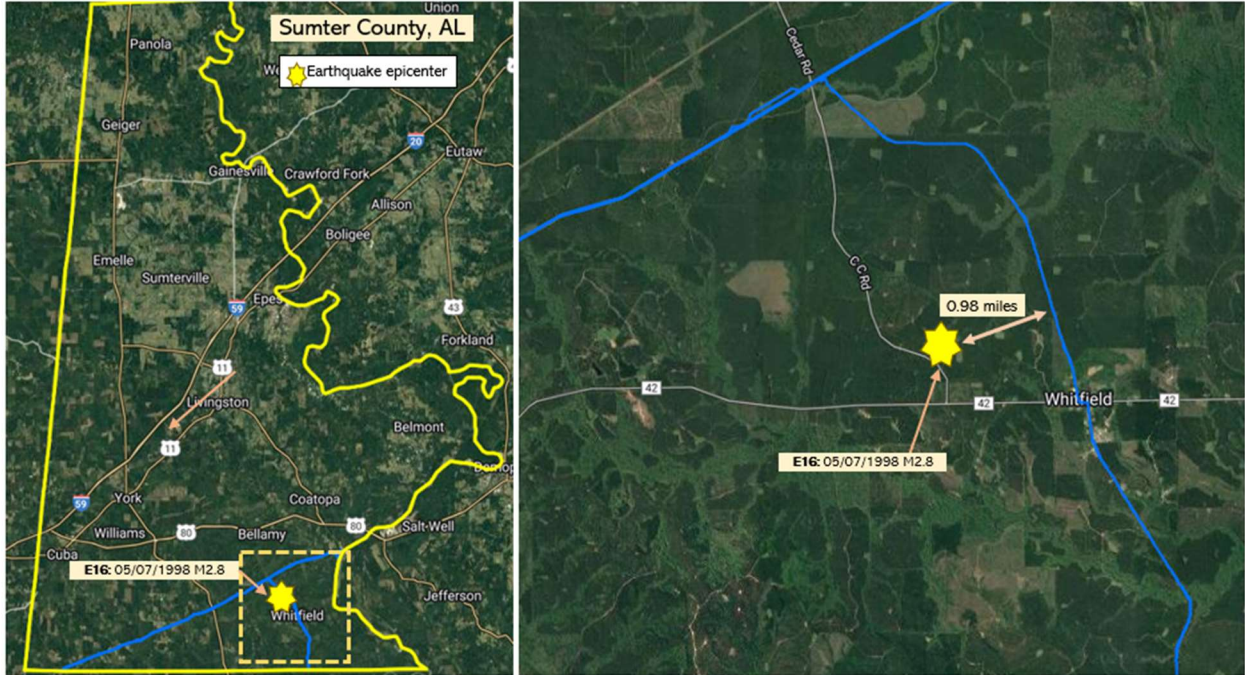 Union
Sumter County, AL
Panola
We
Earthquake epicenter
Geiger
20
Eutaw
Gainesville
Crawford Fork
Allison
Boligee
Emelle
Sumterville
59
Epes
43
Forkland
11
Livingston
Belmont
11
59
York
Coatopa
Williams
80
Bellamy
80
Salt Well
Cuba
E16: 05/07/1998 M2.8
Jefferson
Whitfield
Cedar Rd
C C Rd
0.98 miles
42
42
Whitfield
42
E16: 05/07/1998 M2.8